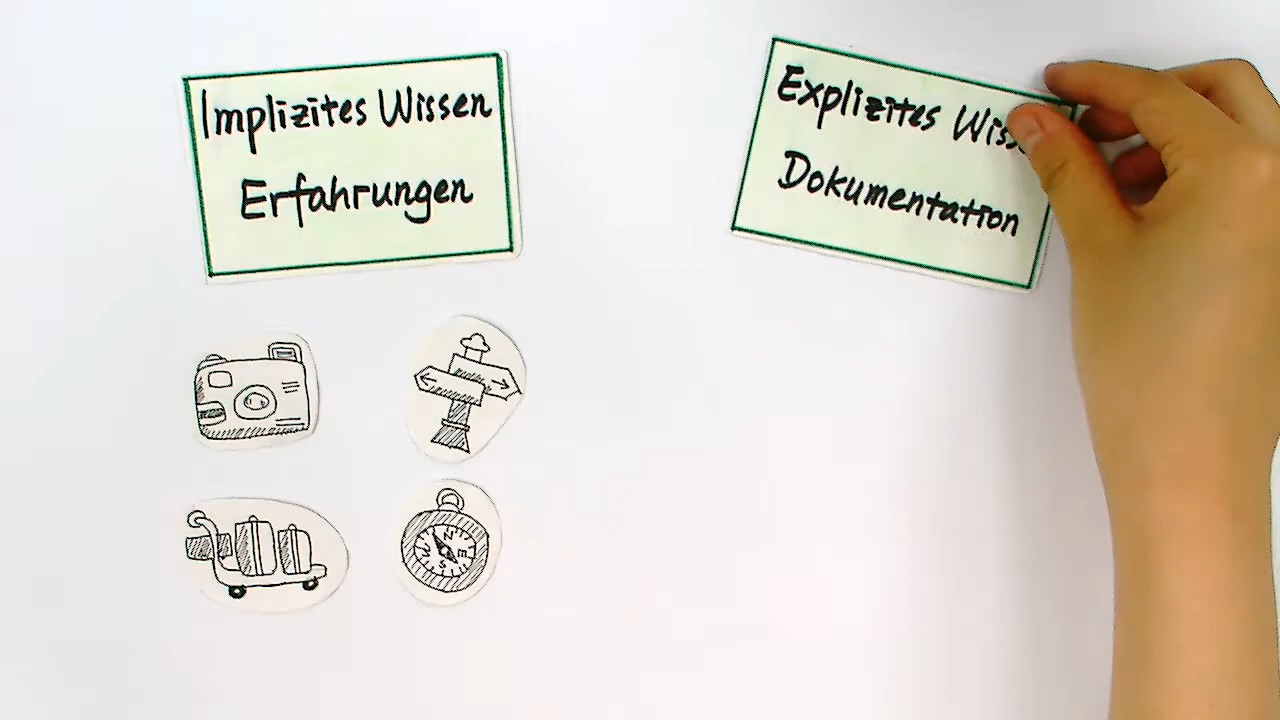 Implizites Wissen
Erfahrungen
Explizites
Dokumentation
N
E
S